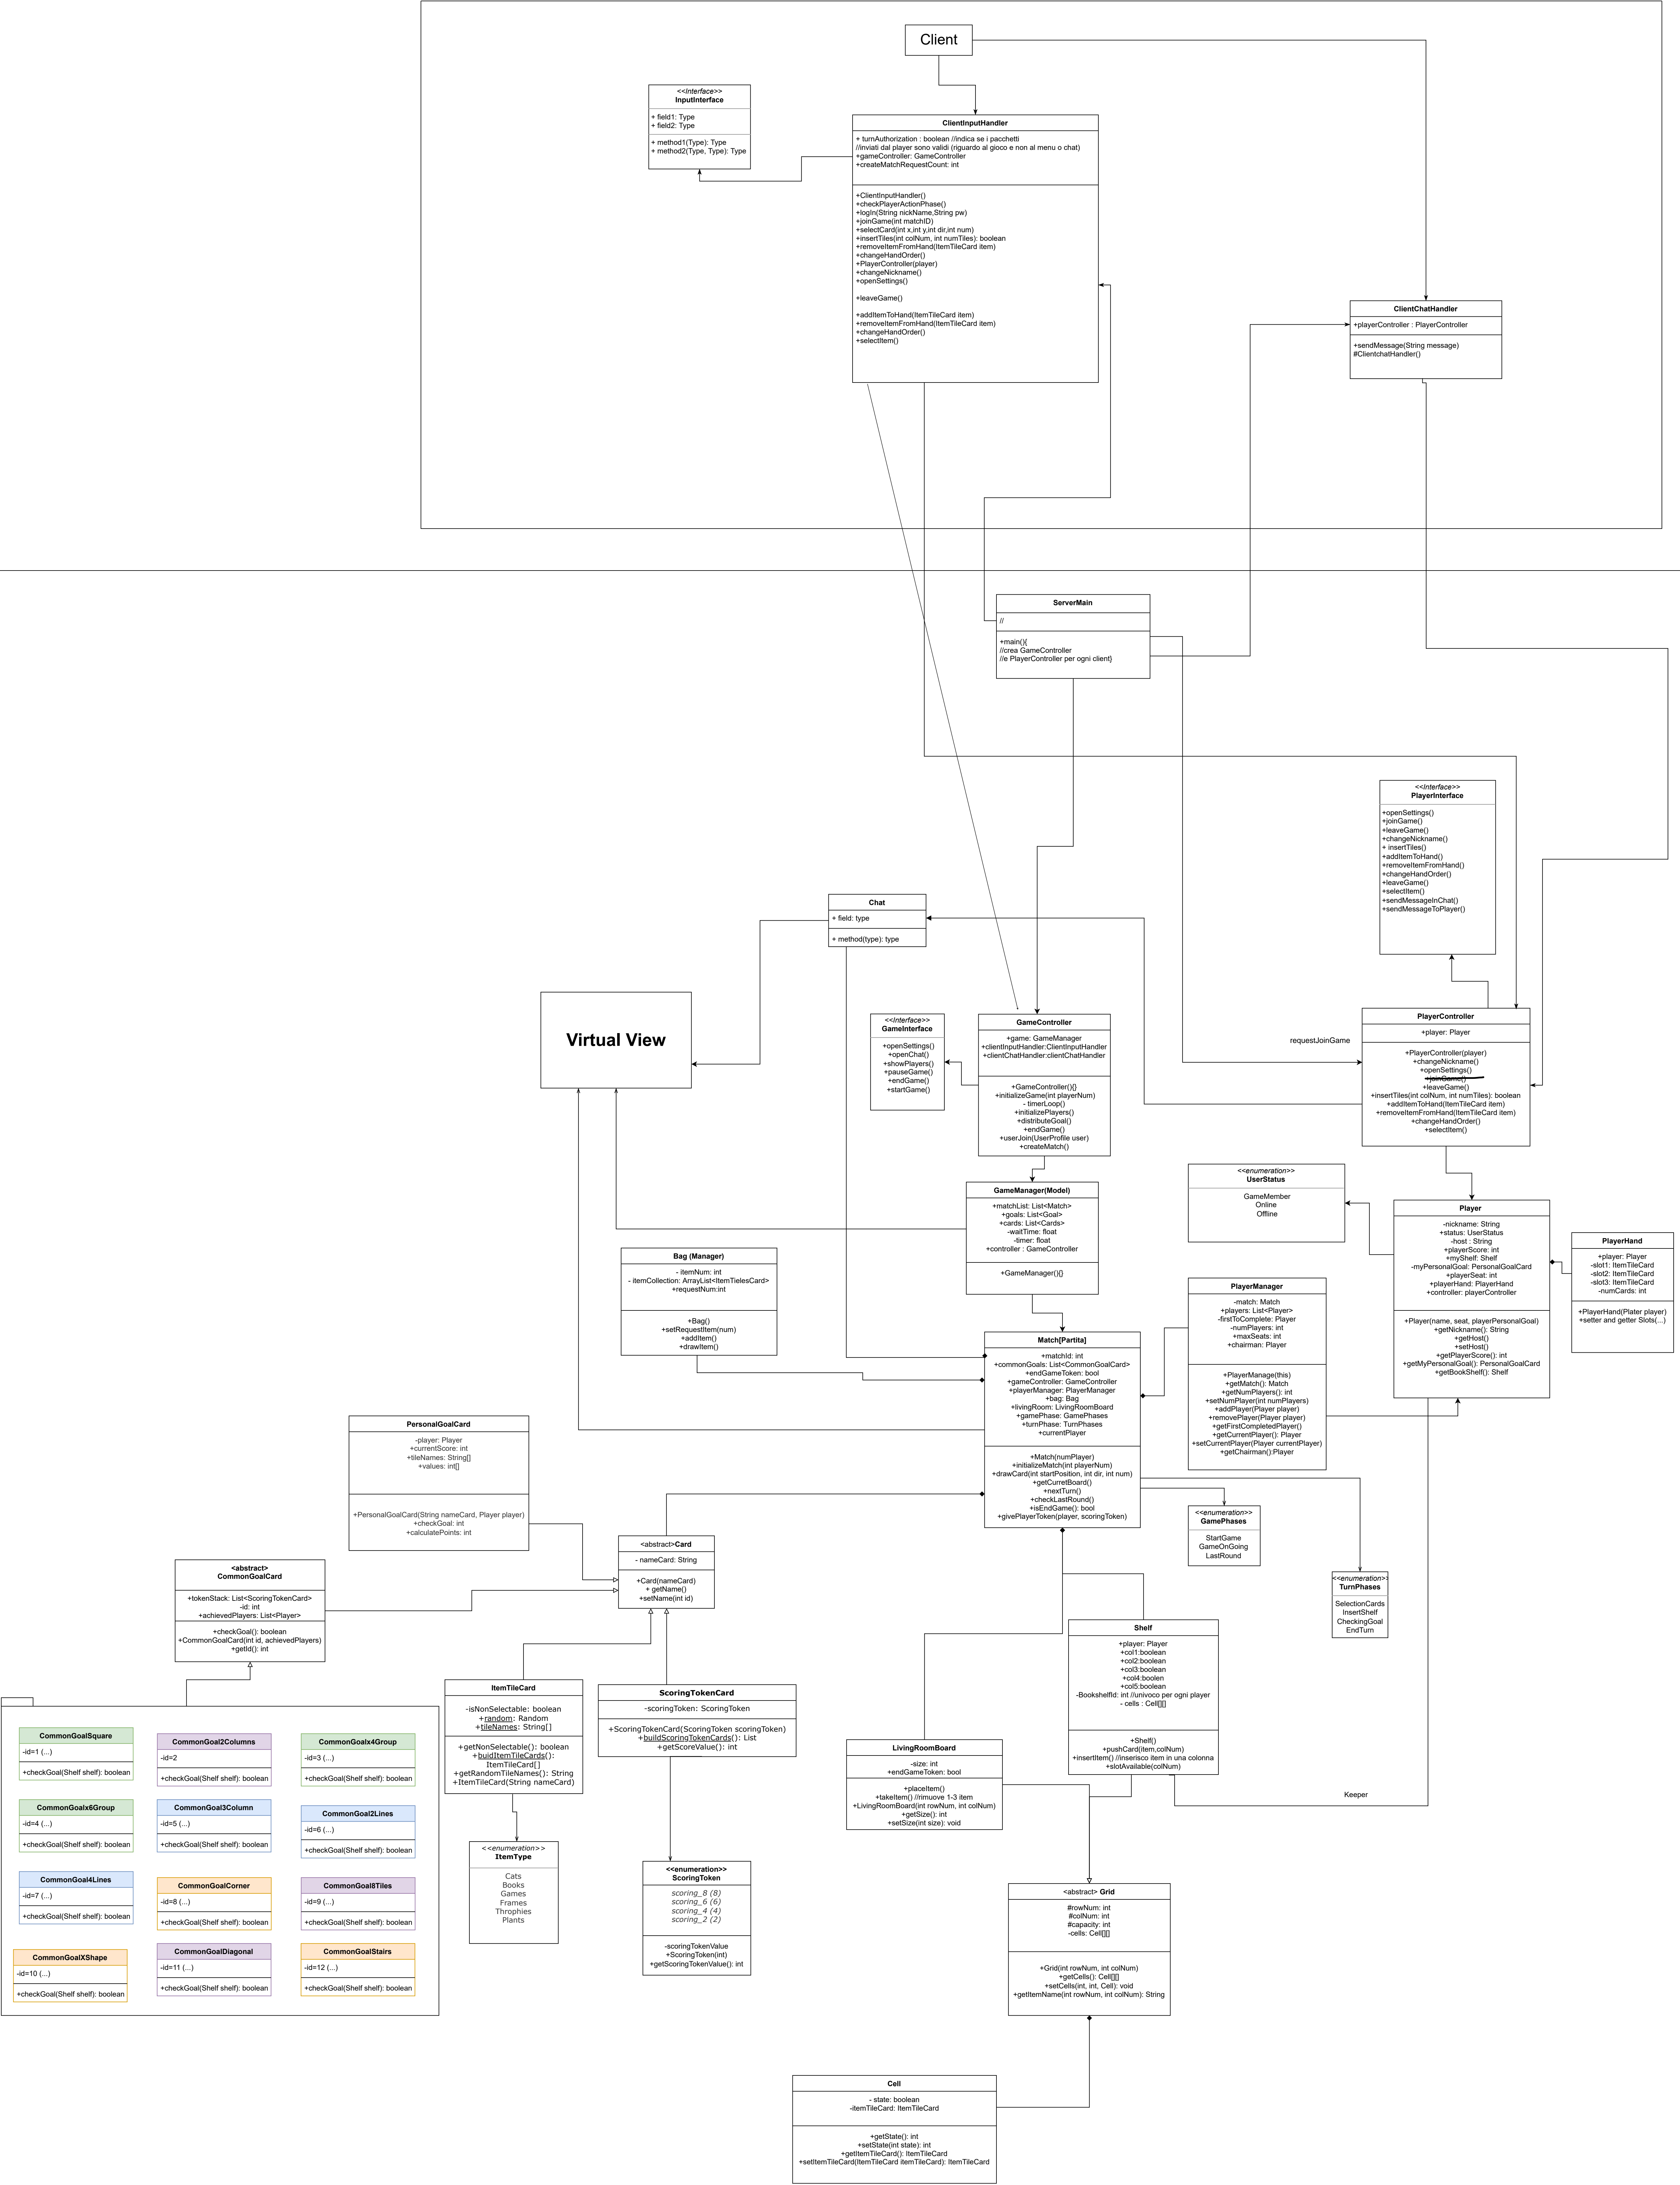 Client
<<Interface>>
InputInterface
+ field1: Type
+ field2: Type
+ method1(Type): Type
+ method2(Type, Type): Type
ClientInputHandler
+ turnAuthorization : boolean //indica se i pacchetti
//inviati dal player sono validi (riguardo al gioco e non al menu o chat)
+gameController: GameController
+createMatchRequestCount: int
+ClientInputHandler()
+checkPlayerActionPhase()
+logIn(String nickName,String pw)
+joinGame(int matchID)
+selectCard(int x,int y,int dir,int num)
+insertTiles(int colNum, int numTiles): boolean
+removeItemFromHand(ItemTileCard item)
+changeHandOrder()
+PlayerController(player)
+changeNickname()
+openSettings()
+leaveGame()
+addItemToHand(ItemTileCard item)
+removeItemFromHand(ItemTileCard item)
+changeHandOrder()
+selectItem()
ClientChatHandler
+playerController : PlayerController
+sendMessage(String message)
#ClientchatHandler()
ServerMain
//
+main(){
//crea GameController
//e PlayerController per ogni client}
<<Interface>>
PlayerInterface
+openSettings()
+joinGame()
+leaveGame()
+changeNickname()
+ insertTiles()
+addItemToHand()
+removeItemFromHand()
+changeHandOrder()
+leaveGame()
+selectItem()
+sendMessageInChat()
+sendMessageToPlayer()
Chat
+ field: type
+ method(type): type
Virtual View
<<Interface>>
GameInterface
+openSettings()
+openChat()
+showPlayers()
+pauseGame()
+endGame()
+startGame()
GameController
+game: GameManager
+clientInputHandler:ClientInputHandler
+clientChatHandler:clientChatHandler
+GameController(){}
+initializeGame(int playerNum)
- timerLoop()
+initializePlayers()
+distributeGoal()
+endGame()
+userJoin(UserProfile user)
+createMatch()
requestJoinGame
PlayerController
+player: Player
+PlayerController(player)
+changeNickname()
+openSettings()
+joinGame()
+leaveGame()
+insertTiles(int colNum, int numTiles): boolean
+addItemToHand(ItemTileCard item)
+removeItemFromHand(ItemTileCard item)
+changeHandOrder()
+selectItem()
<<enumeration>>
UserStatus
GameMember
Online
Offline
GameManager(Model)
+matchList: List<Match>
+goals: List<Goal>
+cards: List<Cards>
-waitTime: float
-timer: float
+controller : GameController
+GameManager(){}
Player
-nickname: String
+status: UserStatus
-host : String
+playerScore: int
+myShelf: Shelf
-myPersonalGoal: PersonalGoalCard
+playerSeat: int
+playerHand: PlayerHand
+controller: playerController
+Player(name, seat, playerPersonalGoal)
+getNickname(): String
+getHost()
+setHost()
+getPlayerScore(): int
+getMyPersonalGoal(): PersonalGoalCard
+getBookShelf(): Shelf
PlayerHand
+player: Player
-slot1: ItemTileCard
-slot2: ItemTileCard
-slot3: ItemTileCard
-numCards: int
+PlayerHand(Plater player)
+setter and getter Slots(...)
Bag (Manager)
- itemNum: int
- itemCollection: ArrayList<ItemTielesCard>
+requestNum:int
+Bag()
+setRequestItem(num)
+addItem()
+drawItem()
PlayerManager
-match: Match
+players: List<Player>
-firstToComplete: Player
-numPlayers: int
+maxSeats: int
+chairman: Player
+PlayerManage(this)
+getMatch(): Match
+getNumPlayers(): int
+setNumPlayer(int numPlayers)
+addPlayer(Player player)
+removePlayer(Player player)
+getFirstCompletedPlayer()
+getCurrentPlayer(): Player
+setCurrentPlayer(Player currentPlayer)
+getChairman():Player
Match[Partita]
+matchId: int
+commonGoals: List<CommonGoalCard>
+endGameToken: bool
+gameController: GameController
+playerManager: PlayerManager
+bag: Bag
+livingRoom: LivingRoomBoard
+gamePhase: GamePhases
+turnPhase: TurnPhases
+currentPlayer
+Match(numPlayer)
+initializeMatch(int playerNum)
+drawCard(int startPosition, int dir, int num)
+getCurretBoard()
+nextTurn()
+checkLastRound()
+isEndGame(): bool
+givePlayerToken(player, scoringToken)
PersonalGoalCard
-player: Player
+currentScore: int
+tileNames: String[]
+values: int[]
+PersonalGoalCard(String nameCard, Player player)
+checkGoal: int
+calculatePoints: int
<<enumeration>>
GamePhases
StartGame
GameOnGoing
LastRound
<<enumeration>>
TurnPhases
SelectionCards
InsertShelf
CheckingGoal
EndTurn
<abstract>Card
- nameCard: String
+Card(nameCard)
+ getName()
+setName(int id)
<abstract>
CommonGoalCard
+tokenStack: List<ScoringTokenCard>
-id: int
+achievedPlayers: List<Player>
+checkGoal(): boolean
+CommonGoalCard(int id, achievedPlayers)
+getId(): int
Shelf
+player: Player
+col1:boolean
+col2:boolean
+col3:boolean
+col4:boolen
+col5:boolean
-BookshelfId: int //univoco per ogni player
- cells : Cell[][]
+Shelf()
+pushCard(item,colNum)
+insertItem() //inserisco item in una colonna
+slotAvailable(colNum)
Keeper
ItemTileCard
-isNonSelectable: boolean
+random: Random
+tileNames: String[]
+getNonSelectable(): boolean
+buidItemTileCards():
ItemTileCard[]
+getRandomTileNames(): String
+ItemTileCard(String nameCard)
ScoringTokenCard
-scoringToken: ScoringToken
+ScoringTokenCard(ScoringToken scoringToken)
+buildScoringTokenCards(): List
+getScoreValue(): int
LivingRoomBoard
-size: int
+endGameToken: bool
+placeItem()
+takeItem() //rimuove 1-3 item
+LivingRoomBoard(int rowNum, int colNum)
+getSize(): int
+setSize(int size): void
CommonGoalSquare
-id=1 (...)
+checkGoal(Shelf shelf): boolean
CommonGoal2Columns
-id=2
+checkGoal(Shelf shelf): boolean
CommonGoalx4Group
-id=3 (...)
+checkGoal(Shelf shelf): boolean
CommonGoalx6Group
-id=4 (...)
+checkGoal(Shelf shelf): boolean
CommonGoal3Column
-id=5 (...)
+checkGoal(Shelf shelf): boolean
CommonGoal2Lines
-id=6 (...)
+checkGoal(Shelf shelf): boolean
CommonGoal4Lines
-id=7 (...)
+checkGoal(Shelf shelf): boolean
CommonGoalCorner
-id=8 (...)
+checkGoal(Shelf shelf): boolean
CommonGoal8Tiles
-id=9 (...)
+checkGoal(Shelf shelf): boolean
CommonGoalXShape
-id=10 (...)
+checkGoal(Shelf shelf): boolean
CommonGoalDiagonal
-id=11 (...)
+checkGoal(Shelf shelf): boolean
CommonGoalStairs
-id=12 (...)
+checkGoal(Shelf shelf): boolean
<<enumeration>>
ItemType
Cats
Books
Games
Frames
Throphies
Plants
<<enumeration>>
ScoringToken
scoring_8 (8)
scoring_6 (6)
scoring_4 (4)
scoring_2 (2)
-scoringTokenValue
+ScoringToken(int)
+getScoringTokenValue(): int
<abstract> Grid
#rowNum: int
#colNum: int
#capacity: int
-cells: Cell[][]
+Grid(int rowNum, int colNum)
+getCells(): Cell[][]
+setCells(int, int, Cell): void
+getItemName(int rowNum, int colNum): String
Cell
- state: boolean
-itemTileCard: ItemTileCard
+getState(): int
+setState(int state): int
+getItemTileCard(): ItemTileCard
+setItemTileCard(ItemTileCard itemTileCard): ItemTileCard